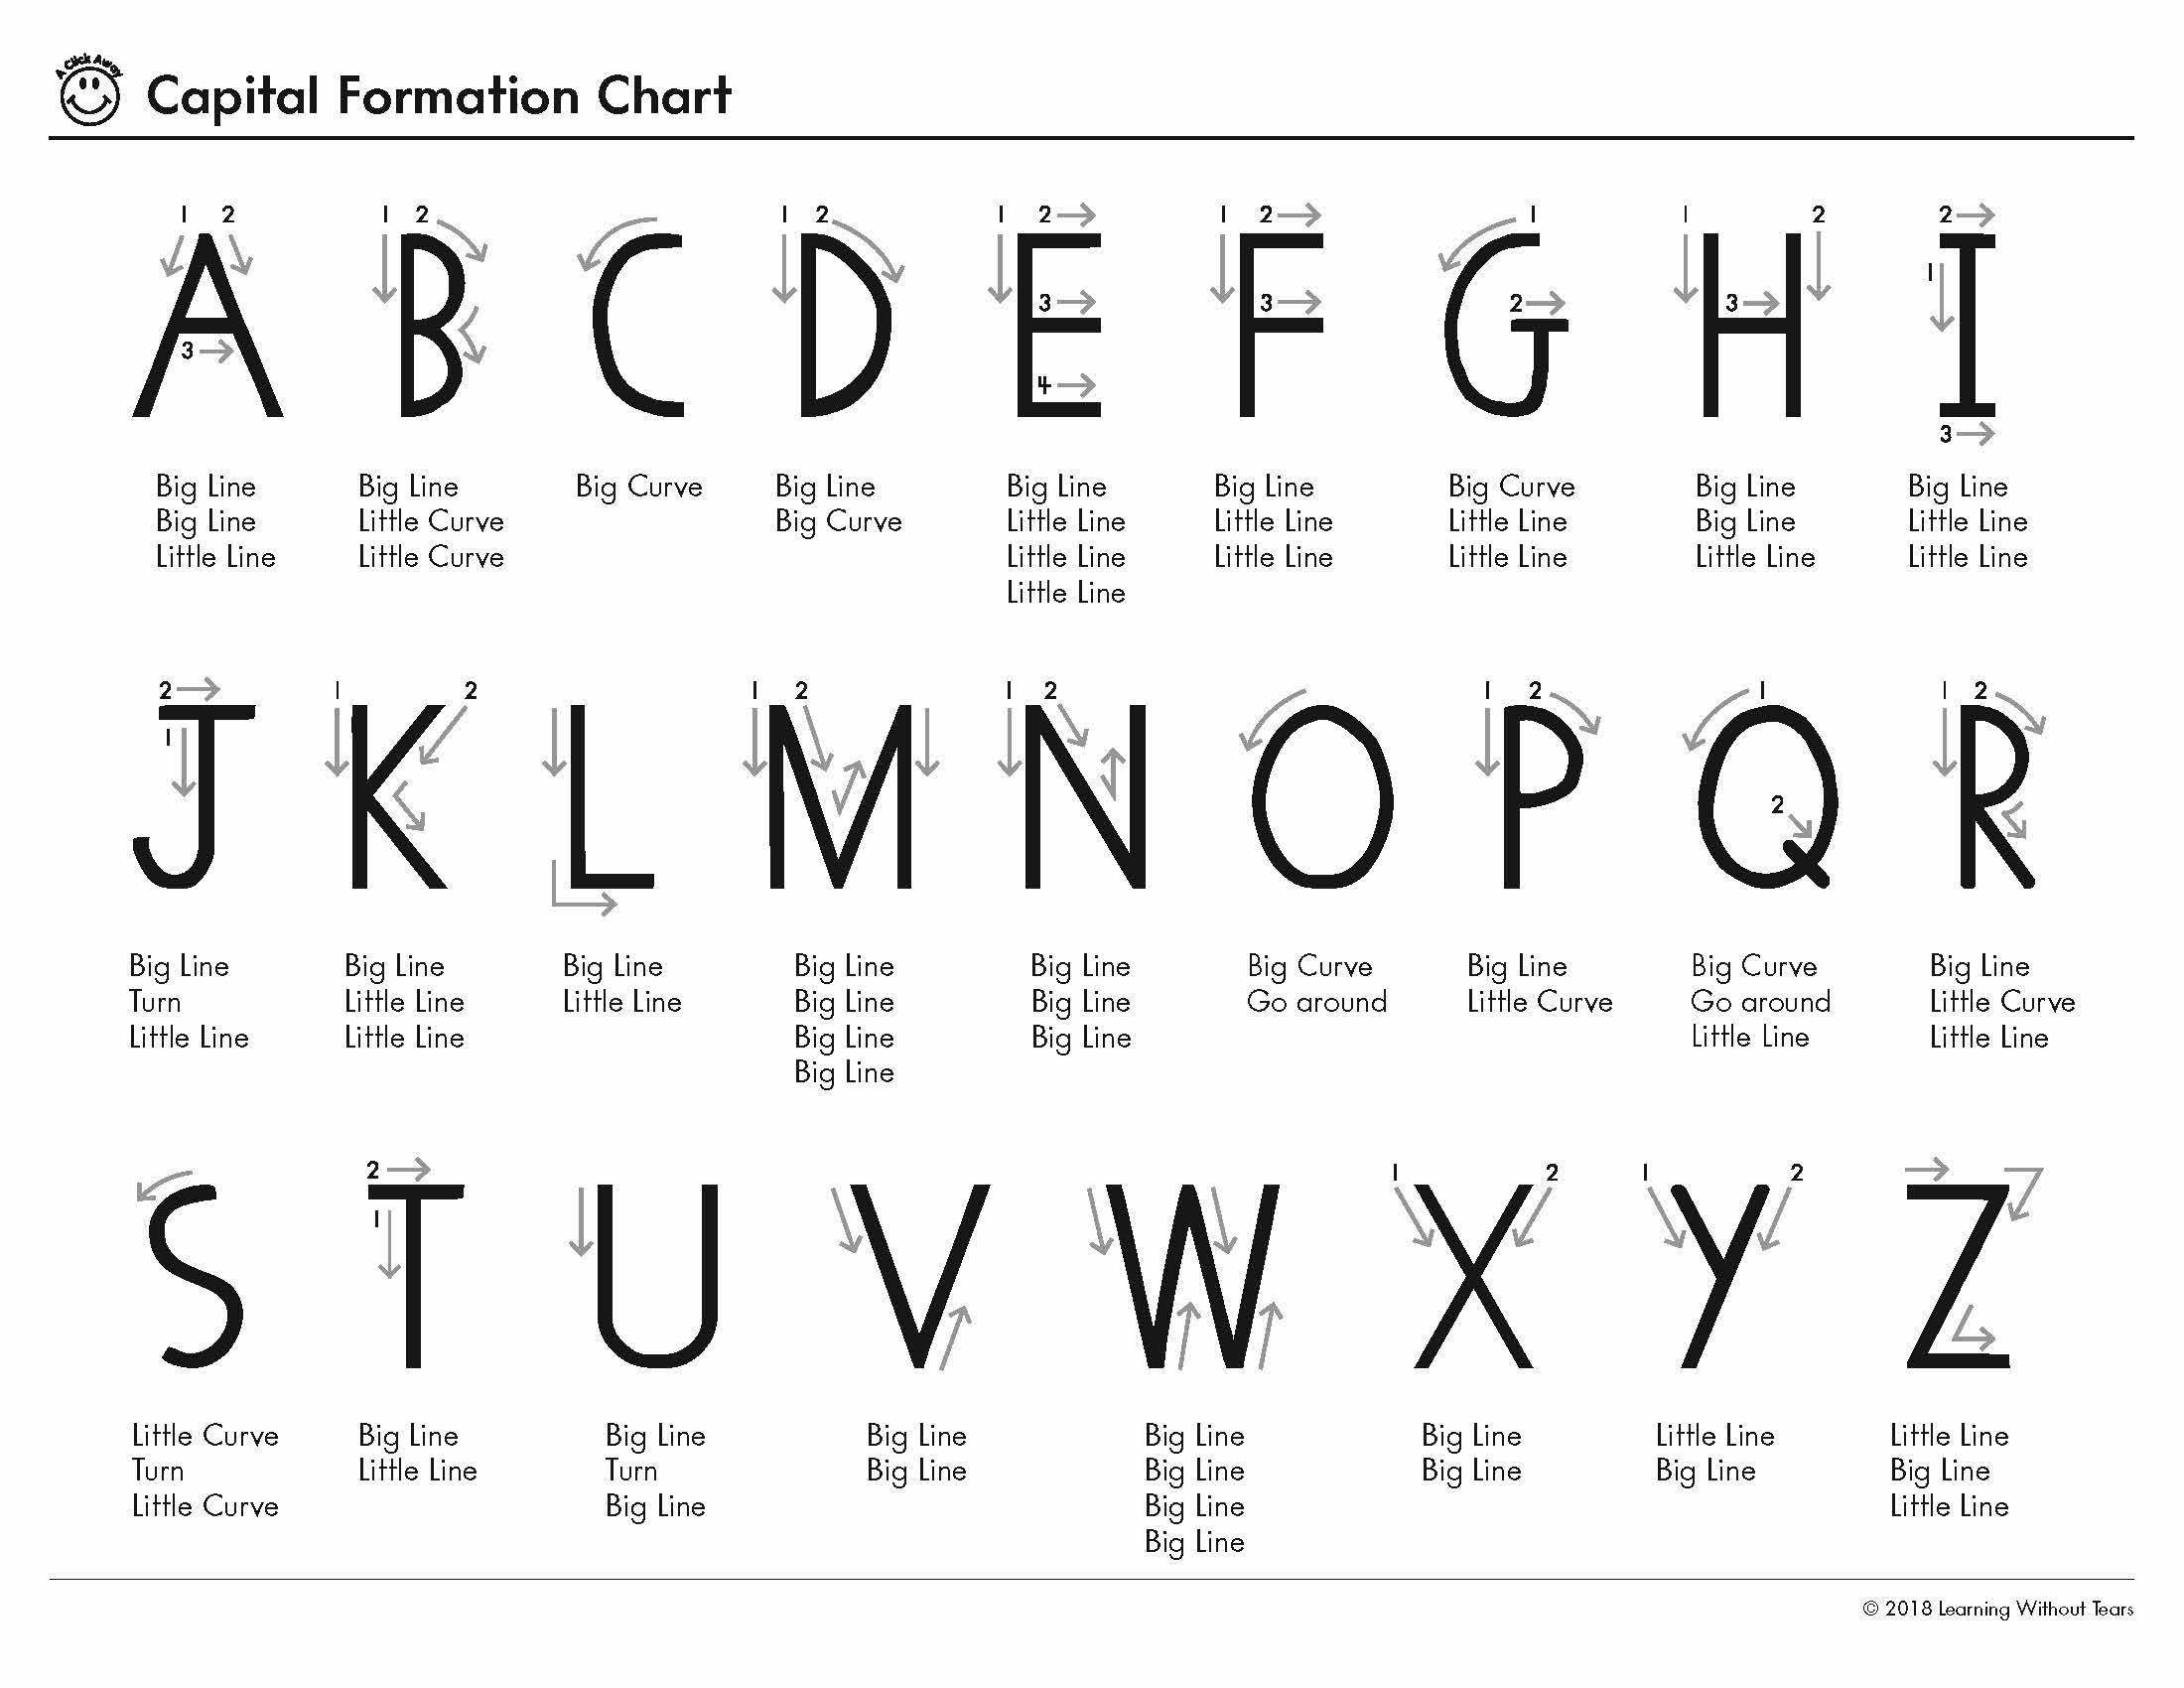 A Click Away
Capital Formation Chart
1 2 1 2 1 2 1 2 1 2 1 1 2 2
1
3 3 2 3
3
4
3
A B C D E F G H I
Big Line Big Line Big Curve Big Line Big Line Big Line Big Curve Big Line Big Line
Big Line Little Curve Big Curve Little Line Little Line Little Line Big Line Little Line
Little Line Little Curve Little Line Little Line Little Line Little Line Little Line
Little Line
2 1 2 1 2 1 2 1 2 1 1 2
1
2
J K L M N O P Q R
Big Line Big Line Big Line Big Line Big Line Big Curve Big Line Big Curve Big Line
Turn Little Line Little Line Big Line Big Line Go around Little Curve Go around Little Curve
Little Line Little Line Big Line Big Line Little Line Little Line
Big Line
2 1 2 1 2
1
S T U V W X Y Z
Little Curve Big Line Big Line Big Line Big Line Big Line Little Line Little Line
Turn Little Line Turn Big Line Big Line Big Line Big Line Big Line
Little Curve Big Line Big Line Little Line
Big Line
© 2018 Learning Without Tears